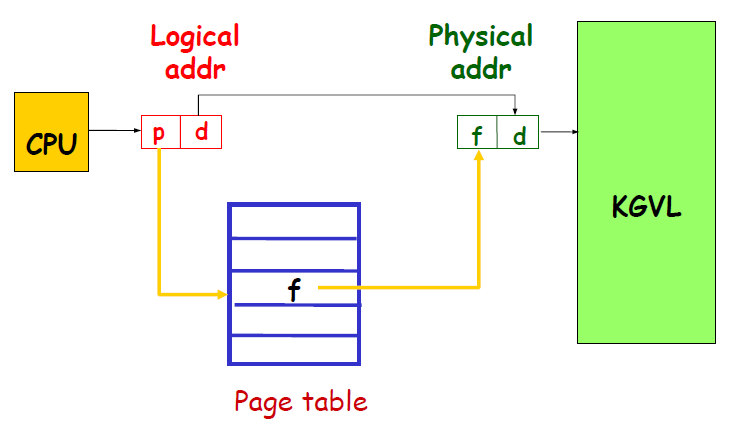 Logical
addr
Physical
addr
CPU
p d
f d
KGVL
f
Page table